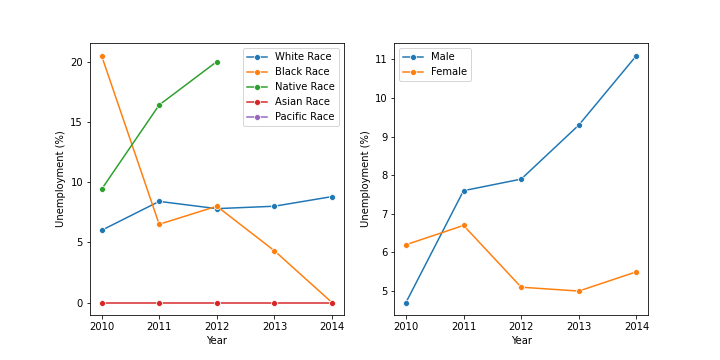 White Race
Black Race
Native Race
Asian Race
Pacific Race
20
15
10
5
0
Unemployment (%)
2010 2011 2012 2013 2014
Year
Male
Female
11
10
9
8
7
6
5
Unemployment (%)
2010 2011 2012 2013 2014
Year